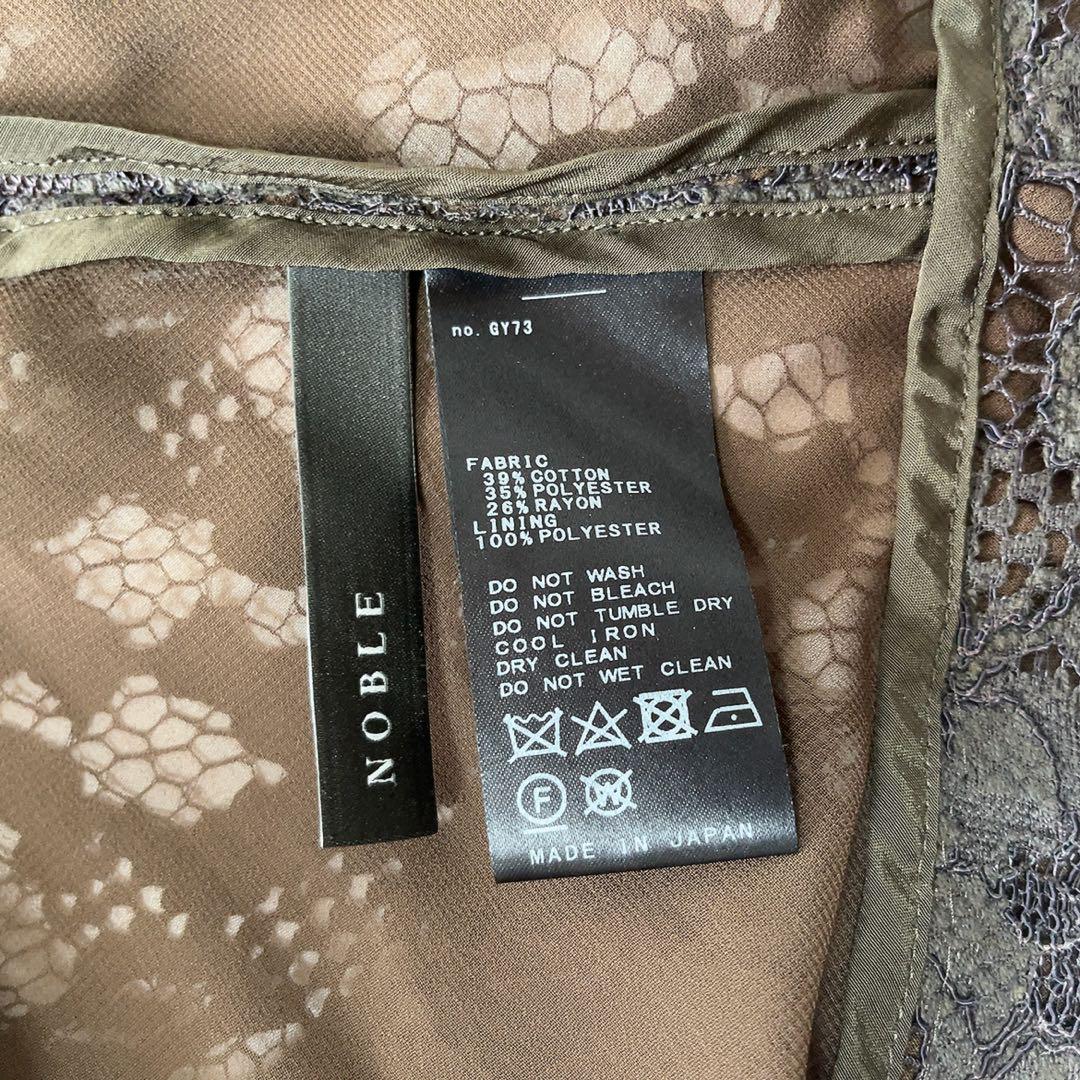 NOBLE
no. GY73
FABRIC
39% COTTON
35% POLYESTER
26% RAYON
LINING
100% POLYESTER
DO NOT WASH
DO NOT BLEACH
DO NOT TUMBLE DRY
COOL IRON
DRY CLEAN
DO NOT WET CLEAN
F W
MADE IN JAPAN